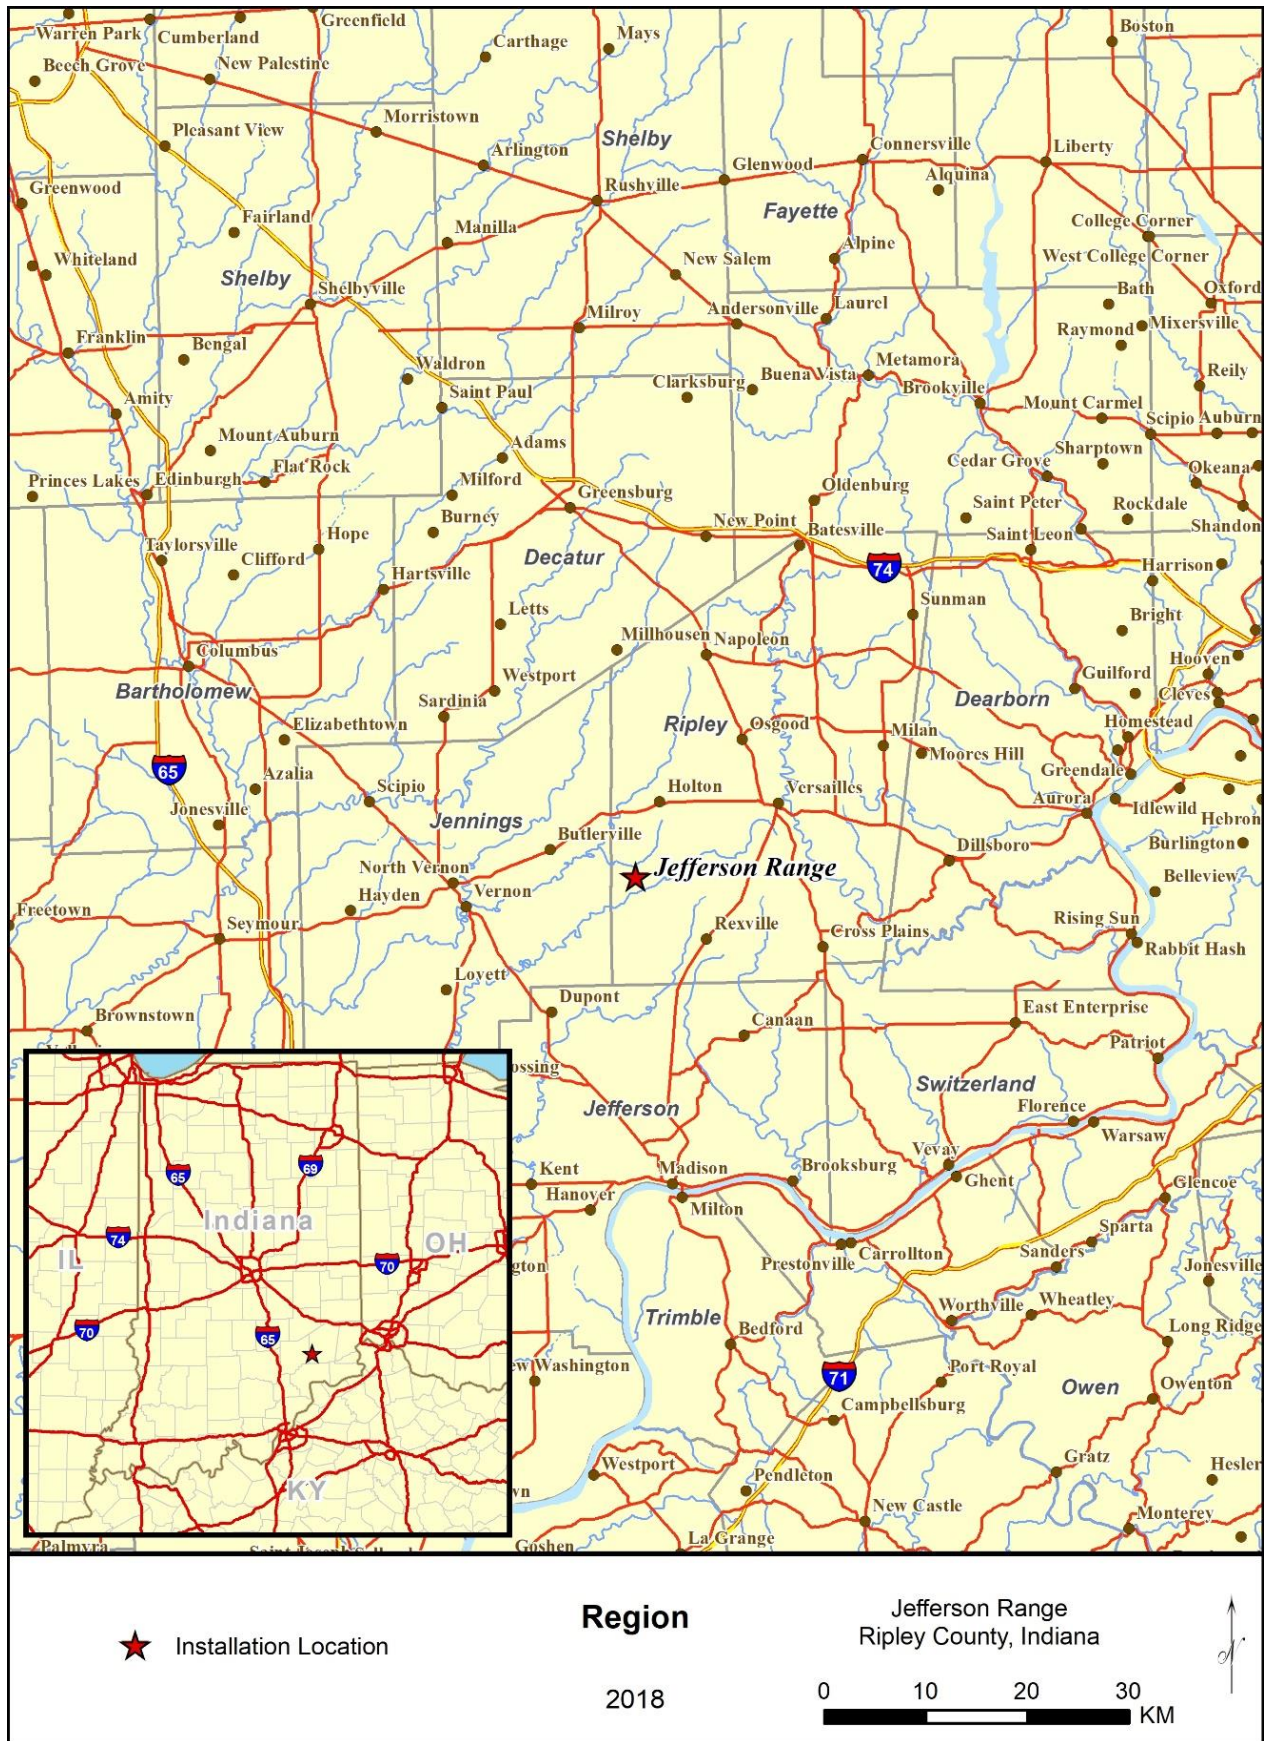 Greenfield
Mays
Boston
Warren Park
Cumberland
Carthage
Beech Grove
New Palestine
Morristown
Pleasant View
Shelby
Arlington
Connersville
Liberty
Glenwood
Alquina
Greenwood
Rushville
Fairland
Manilla
Fayette
College Corner
Alpine
Whiteland
New Salem
West College Corner
Shelby
Shelbyville
Bath
Oxford
Milroy
Andersonville
Laurel
Raymond
Mixersville
Franklin
Bengal
Waldron
Metamora
Clarksburg
Buena Vista
Brookville
Reily
Amity
Saint Paul
Mount Carmel
Scipio
Auburn
Mount Auburn
Adams
Sharptown
Flat Rock
Cedar Grove
Okeana
Princes Lakes
Edinburgh
Milford
Greensburg
Oldenburg
Saint Peter
Rockdale
Burney
New Point
Batesville
Shandon
Hope
Saint Leon
Taylorsville
Clifford
Decatur
Hartsville
74
Harrison
Letts
Sunman
Bright
Millhousen
Napoleon
Columbus
Hooven
Bartholomew
Westport
Guilford
Sardinia
Dearborn
Cleves
Elizabethtown
Ripley
Osgood
Milan
Homestead
Moores Hill
65
Azalia
Greendale
Scipio
Holton
Versailles
Aurora
Jonesville
Idlewild
Jennings
Hebron
Butlerville
Dillsboro
Burlington
North Vernon
Jefferson Range
Hayden
Vernon
Belleview
Freetown
Seymour
Rexville
Cross Plains
Rising Sun
Rabbit Hash
Lovett
Dupont
East Enterprise
Brownstown
Canaan
Patriot
ossing
Switzerland
Jefferson
Florence
Warsaw
Vevay
Kent
Madison
Brooksburg
Ghent
Glencoe
Hanover
Milton
Sparta
Prestonville
Carrollton
Sanders
gton
Jonesville
Trimble
Worthville
Wheatley
Bedford
Long Ridge
ew Washington
Port Royal
71
Owen
Owenton
Campbellsburg
Westport
Gratz
Hesler
Pendleton
wn
New Castle
Monterey
La Grange
Goshen
Palmyra
65
69
Indiana
74
IL
OH
70
70
65
KY
Region
2018
Installation Location
Jefferson Range
Ripley County, Indiana
N
0 10 20 30
KM